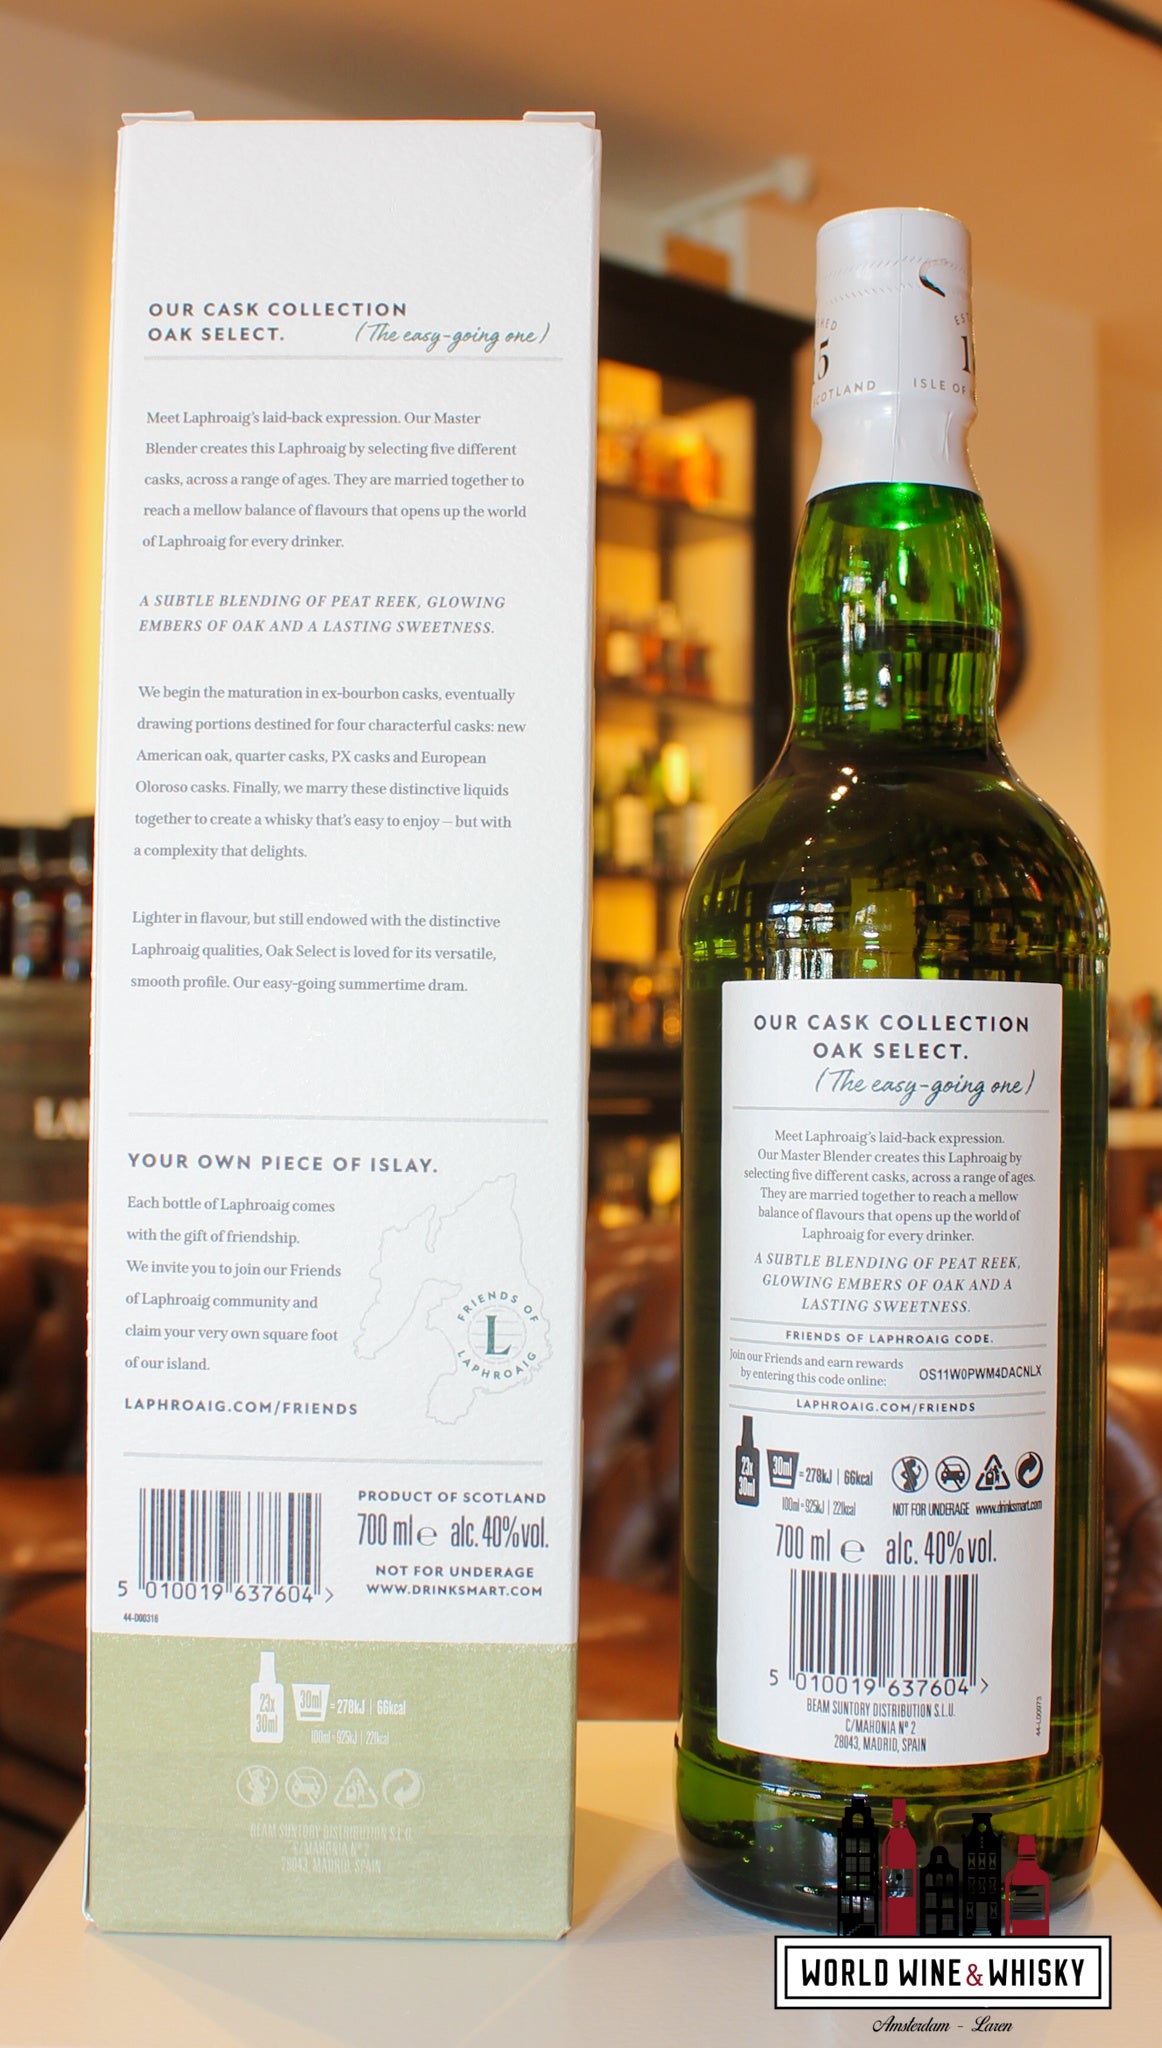 OUR CASK COLLECTION
OAK SELECT. (The easy-going one)
Meet Laphroaig's laid-back expression. Our Master
Blender creates this Laphroaig by selecting five different
casks, across a range of ages. They are married together to
reach a mellow balance of flavours that opens up the world
of Laphroaig for every drinker.
A SUBTLE BLENDING OF PEAT REEK, GLOWING
EMBERS OF OAK AND A LASTING SWEETNESS.
We begin the maturation in ex-bourbon casks, eventually
drawing portions destined for four characterful casks: new
American oak, quarter casks, PX casks and European
Oloroso casks. Finally, we marry these distinctive liquids
together to create a whisky that's easy to enjoy – but with
a complexity that delights.
Lighter in flavour, but still endowed with the distinctive
Laphroaig qualities, Oak Select is loved for its versatile,
smooth profile. Our easy-going summertime dram.
YOUR OWN PIECE OF ISLAY.
Each bottle of Laphroaig comes
with the gift of friendship.
We invite you to join our Friends
of Laphroaig community and
claim your very own square foot
of our island.
LAPHROAIG.COM/FRIENDS
FRIENDS OF
L
LAPHROAIG
PRODUCT OF SCOTLAND
700 ml e alc. 40%vol.
NOT FOR UNDERAGE
WWW.DRINKSMART.COM
5 010019 637604 >
44-D00316
23x
30ml
30ml = 278kJ | 66kcal
100ml = 925kJ | 221kcal
BEAM SUNTORY DISTRIBUTION S.L.U.
C/MAHONIA Nº 2
28043, MADRID, SPAIN
15
SCOTLAND
ISLE OF
OUR CASK COLLECTION
OAK SELECT.
(The easy-going one)
Meet Laphroaig's laid-back expression.
Our Master Blender creates this Laphroaig by
selecting five different casks, across a range of ages.
They are married together to reach a mellow
balance of flavours that opens up the world of
Laphroaig for every drinker.
A SUBTLE BLENDING OF PEAT REEK,
GLOWING EMBERS OF OAK AND A
LASTING SWEETNESS.
FRIENDS OF LAPHROAIG CODE.
Join our Friends and earn rewards
by entering this code online:
OS11W0PWM4DACNLX
LAPHROAIG.COM/FRIENDS
23x
30ml
30ml = 278kJ | 66kcal
100ml = 925kJ | 221kcal
NOT FOR UNDERAGE www.drinksmart.com
700 ml e alc. 40%vol.
5 010019 637604 >
BEAM SUNTORY DISTRIBUTION S.L.U.
C/MAHONIA Nº 2
28043, MADRID, SPAIN
44-L00973
WORLD WINE & WHISKY
Amsterdam - Laren